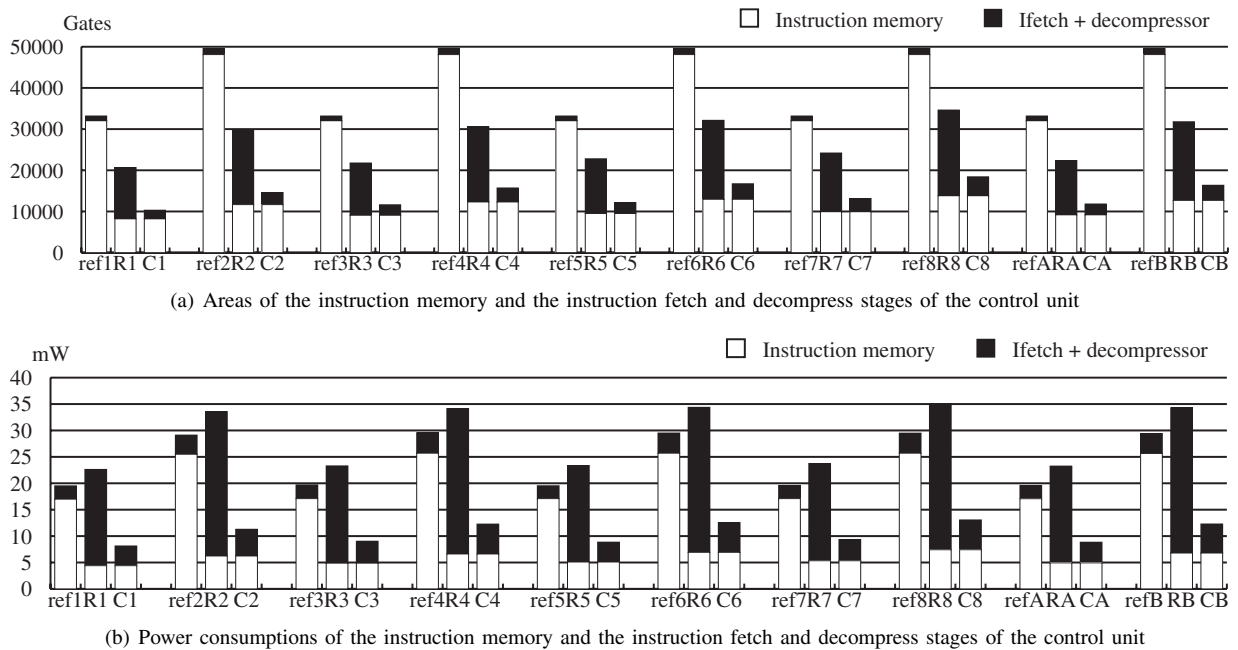 Gates
Instruction memory Ifetch + decompressor
50000
40000
30000
20000
10000
0
ref1R1 C1 ref2R2 C2 ref3R3 C3 ref4R4 C4 ref5R5 C5 ref6R6 C6 ref7R7 C7 ref8R8 C8 refARA CA refB RB CB
(a) Areas of the instruction memory and the instruction fetch and decompress stages of the control unit
mW
Instruction memory Ifetch + decompressor
40
35
30
25
20
15
10
5
0
ref1R1 C1 ref2R2 C2 ref3R3 C3 ref4R4 C4 ref5R5 C5 ref6R6 C6 ref7R7 C7 ref8R8 C8 refARA CA refB RB CB
(b) Power consumptions of the instruction memory and the instruction fetch and decompress stages of the control unit